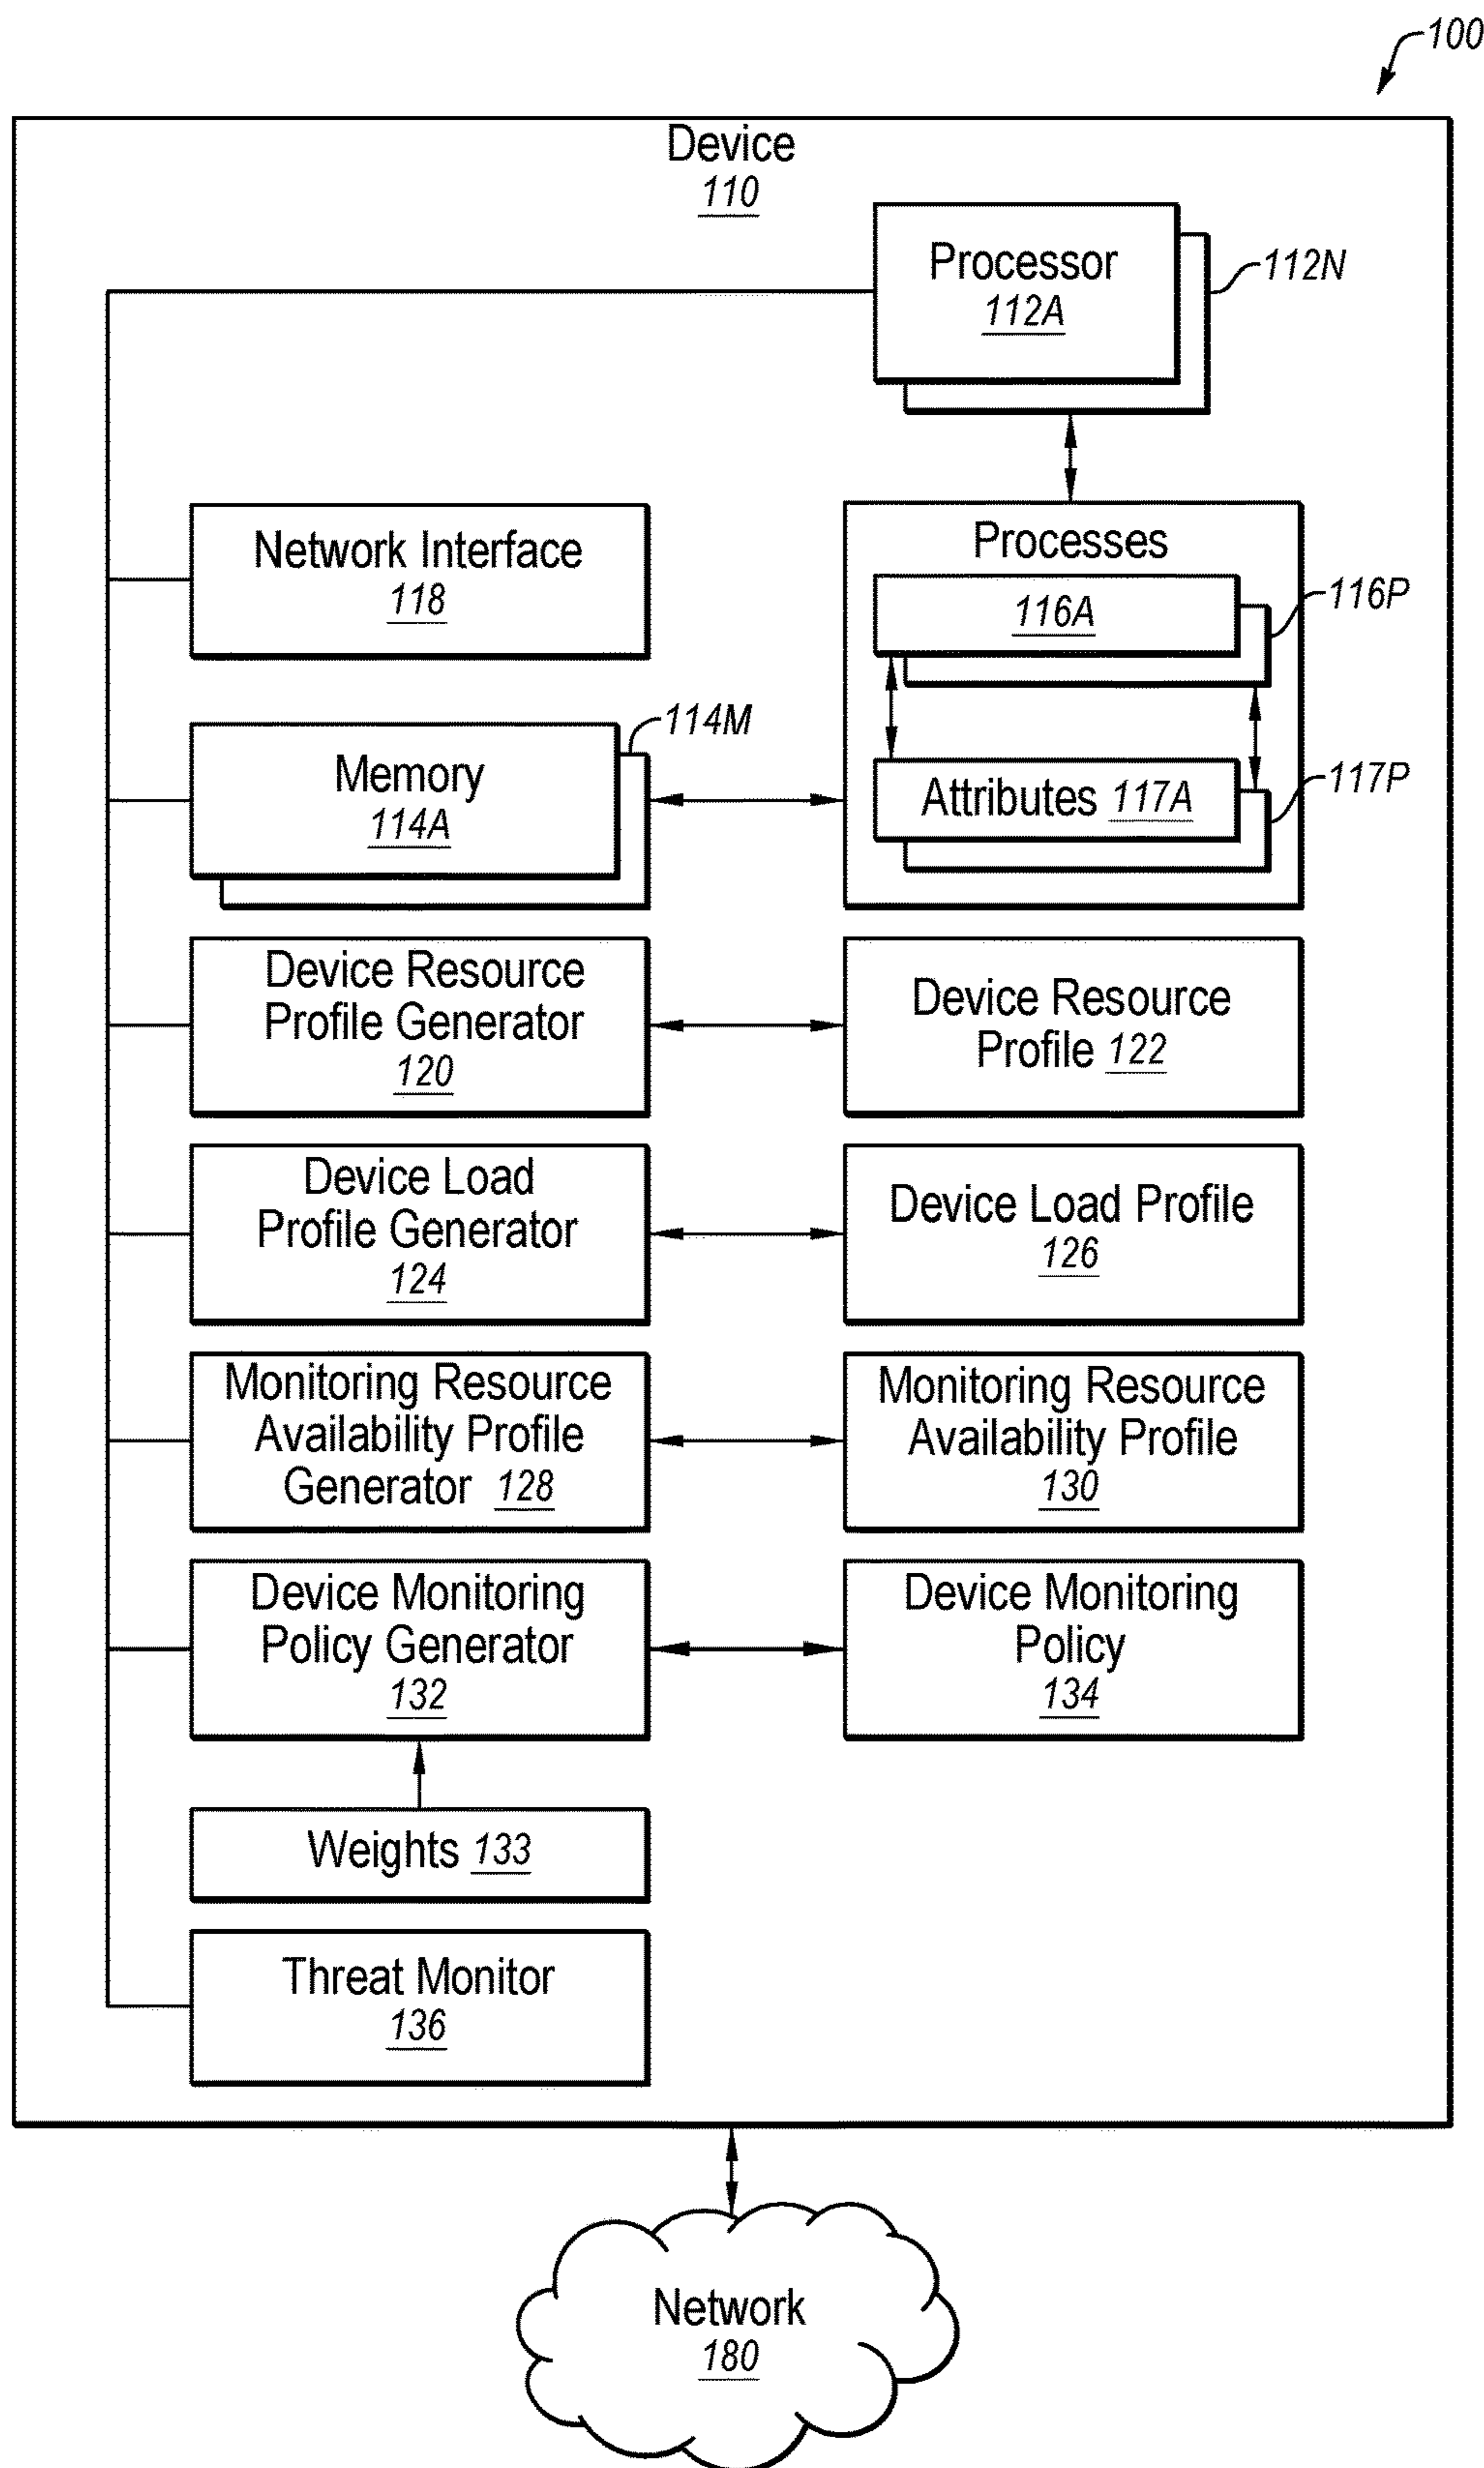 100
Device
110
Processor
112A
112N
Network Interface
118
Processes
116A
116P
Attributes 117A
117P
114M
Memory
114A
Device Resource
Profile Generator
120
Device Resource
Profile 122
Device Load
Profile Generator
124
Device Load Profile
126
Monitoring Resource
Availability Profile
Generator 128
Monitoring Resource
Availability Profile
130
Device Monitoring
Policy Generator
132
Device Monitoring
Policy
134
Weights 133
Threat Monitor
136
Network
180